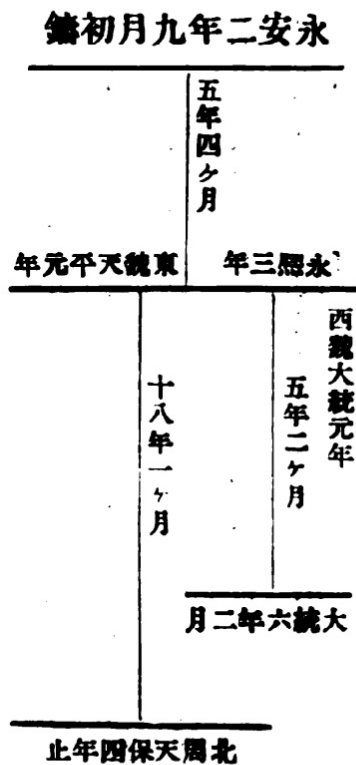 永安二年九月初鑄
五年四ヶ月
永熙三年
東魏天平元年
西魏大統元年
五年二ヶ月
十八年一ヶ月
大統六年二月
北周天保四年止